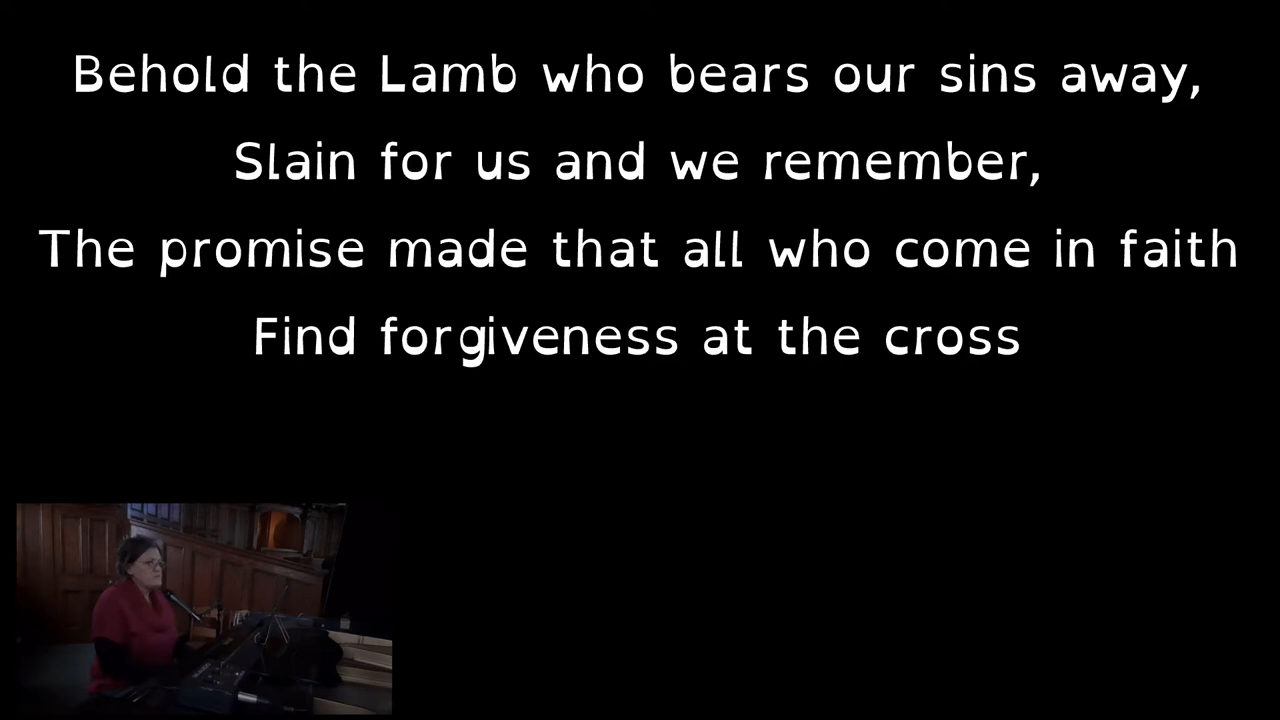 Behold the Lamb who bears our sins away,
Slain for us and we remember,
The promise made that all who come in faith
Find forgiveness at the cross